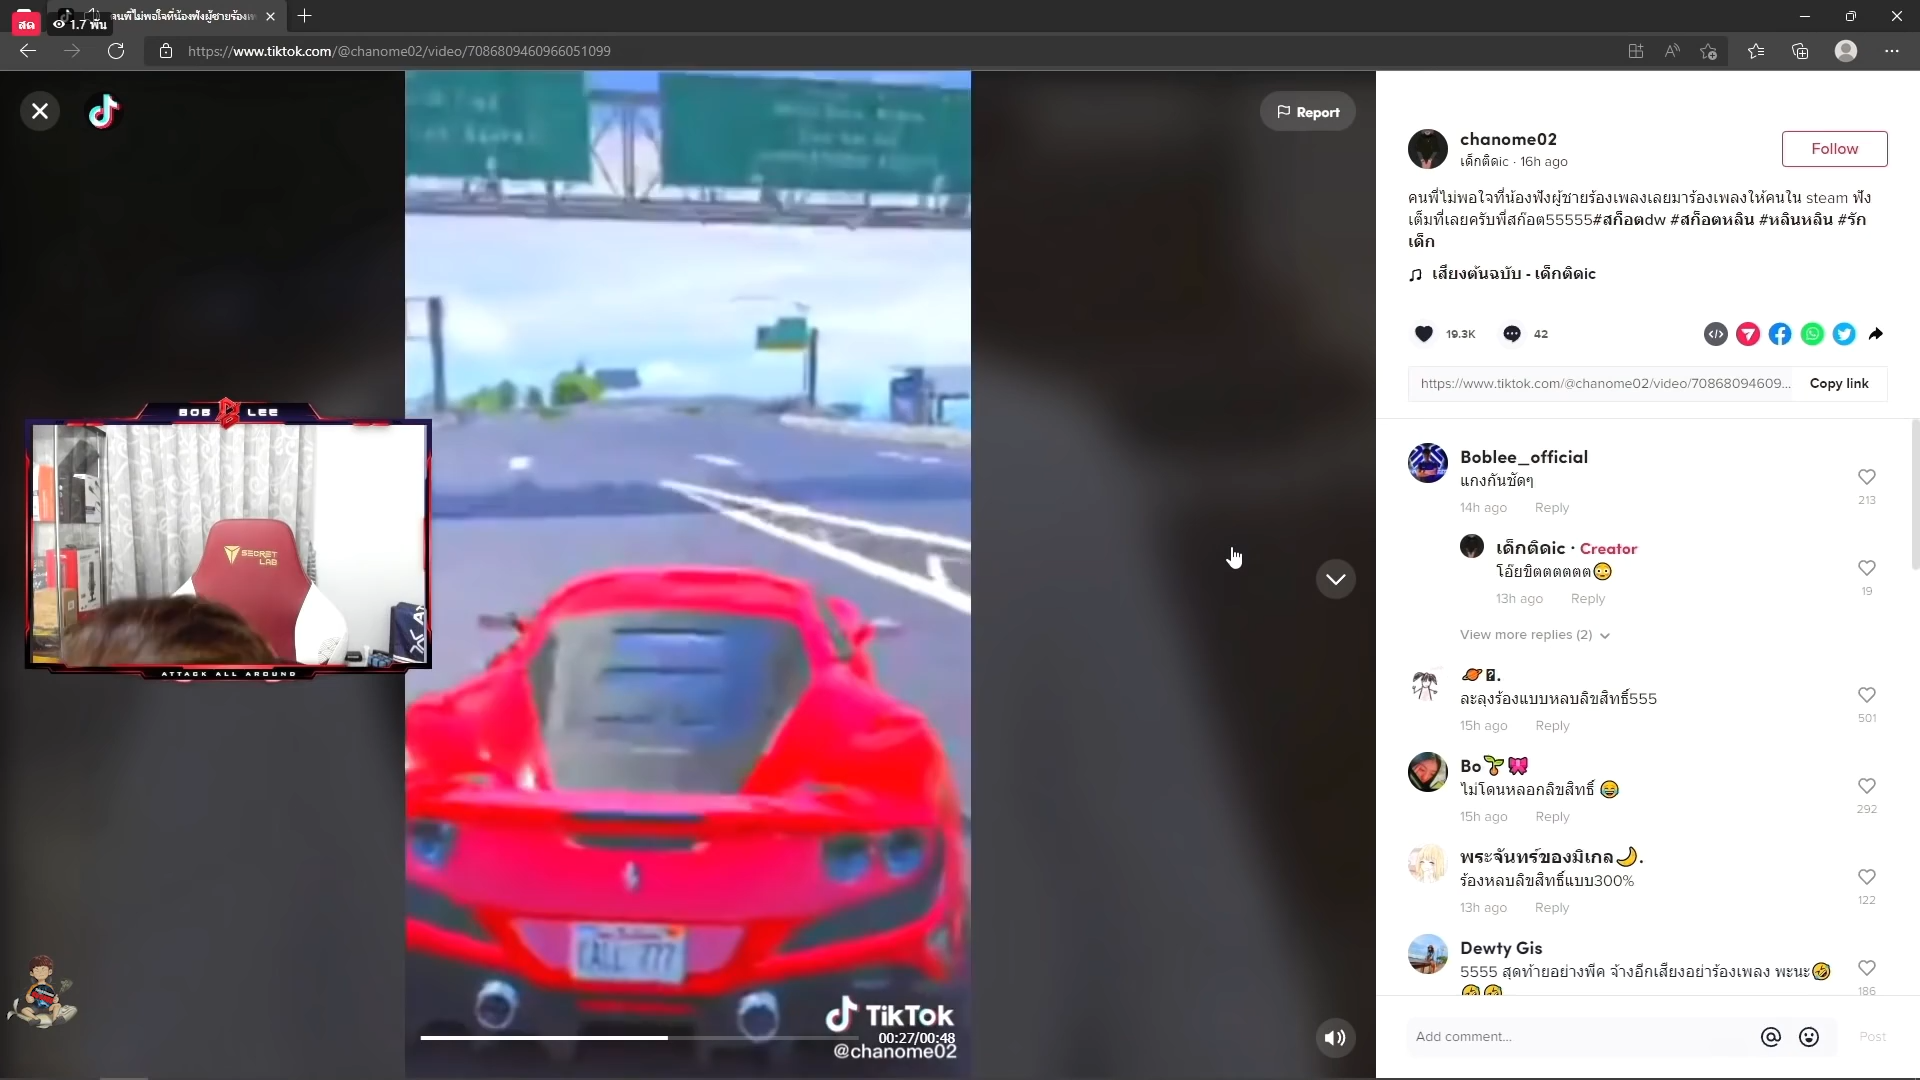 สด
1.7 พัน
คนพี่ไม่พอใจที่น้องฟังผู้ชายร้องเพ
https://www.tiktok.com/@chanome02/video/7086809460966051099
Report
BOB LEE
SECRET
LAB
ATTACK ALL AROUND
CALL 777
TikTok
00:27/00:48
@chanome02
chanome02
เด็กติดic · 16h ago
Follow
คนพี่ไม่พอใจที่น้องฟังผู้ชายร้องเพลงเลยมาร้องเพลงให้คนใน steam ฟัง
เต็มที่เลยครับพี่สก๊อต55555#สก็อตdw #สก็อตหลิน #หลินหลิน #รัก
เด็ก
เสียงต้นฉบับ - เด็กติดic
19.3K
42
https://www.tiktok.com/@chanome02/video/70868094609...
Copy link
Boblee_official
แกงกันชัดๆ
213
14h ago Reply
เด็กติดic · Creator
โอ๊ยขิตตตตตต😳
19
13h ago Reply
View more replies (2)
🪐.
ละลุงร้องแบบหลบลิขสิทธิ์555
501
15h ago Reply
Bo🌱🎀
ไม่โดนหลอกลิขสิทธิ์ 😂
292
15h ago Reply
พระจันทร์ของมิเกล🌙.
ร้องหลบลิขสิทธิ์แบบ300%
122
13h ago Reply
Dewty Gis
5555 สุดท้ายอย่างพีค จ้างอีกเสียงอย่าร้องเพลง พะนะ🤣
🤣🤣
186
Add comment...
Post